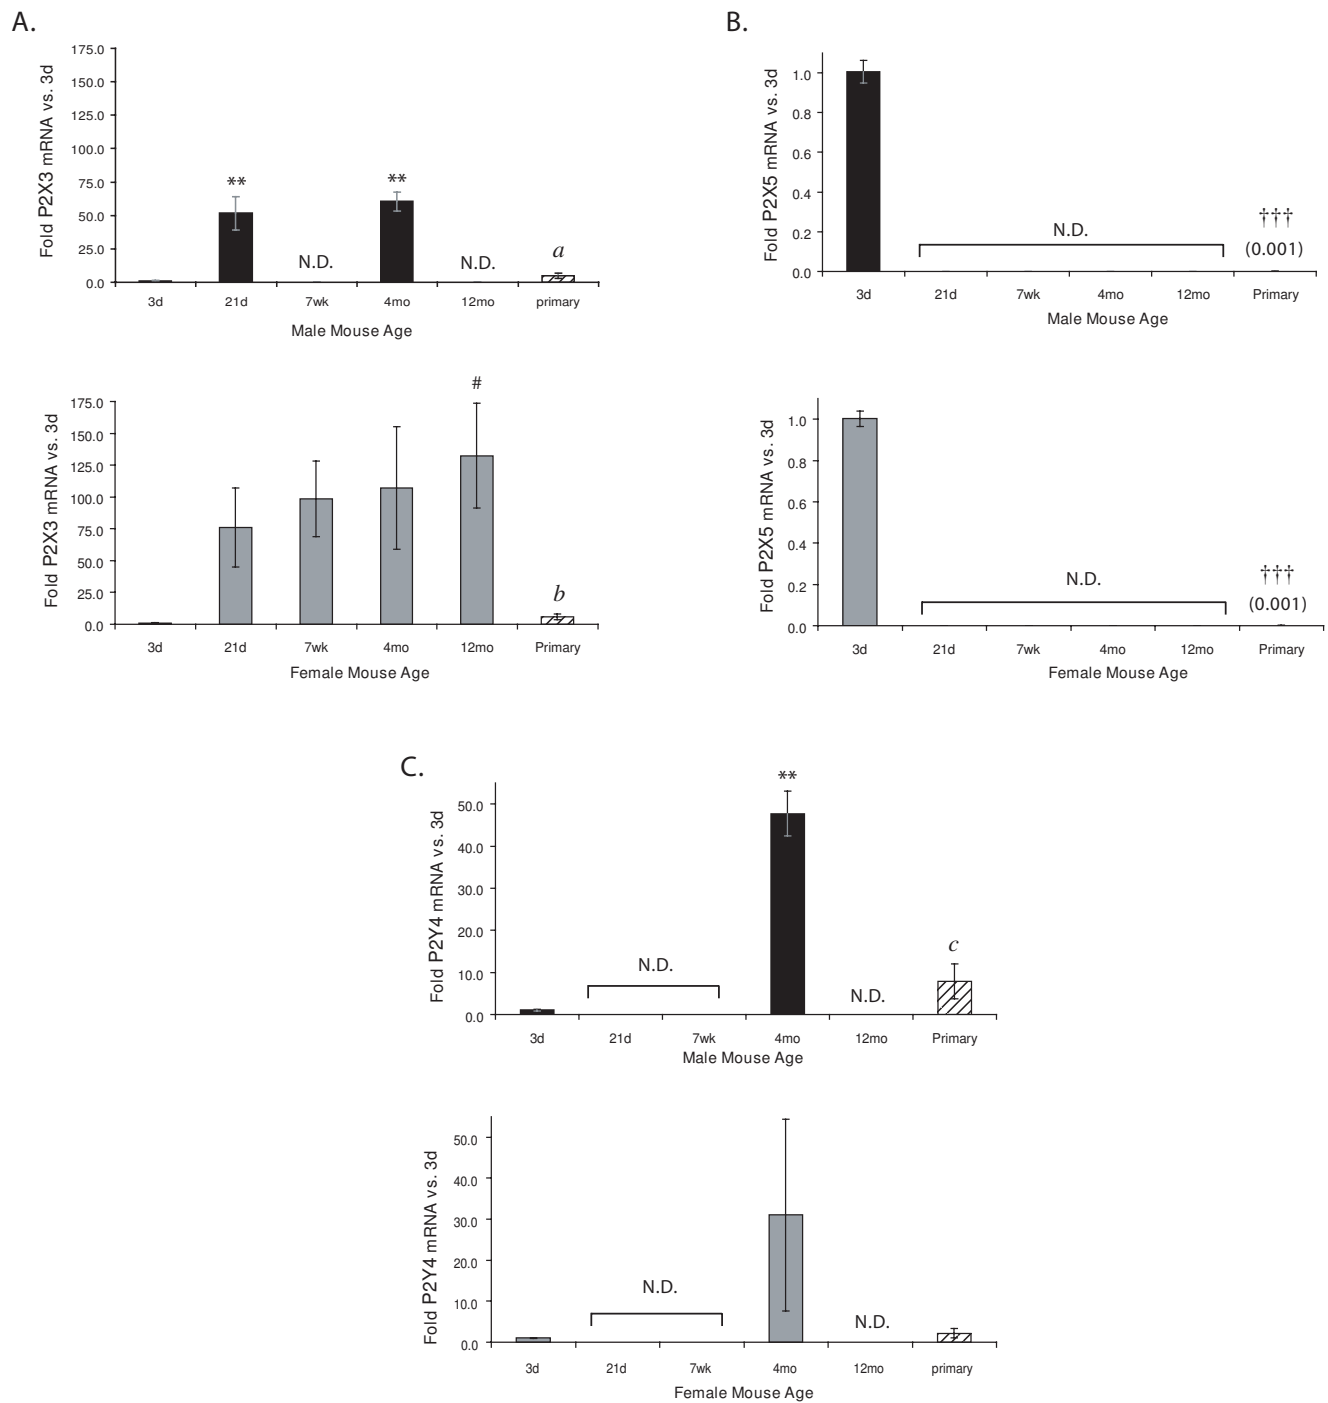 A.
Fold P2X3 mRNA vs. 3d
175.0
150.0
125.0
100.0
75.0
50.0
25.0
0.0
**
N.D.
**
N.D.
a
3d 21d 7wk 4mo 12mo primary
Male Mouse Age
Fold P2X3 mRNA vs. 3d
175.0
150.0
125.0
100.0
75.0
50.0
25.0
0.0
#
b
3d 21d 7wk 4mo 12mo Primary
Female Mouse Age
B.
Fold P2X5 mRNA vs. 3d
1.0
0.8
0.6
0.4
0.2
0.0
N.D.
†††
(0.001)
3d 21d 7wk 4mo 12mo Primary
Male Mouse Age
Fold P2X5 mRNA vs. 3d
1.0
0.8
0.6
0.4
0.2
0.0
N.D.
†††
(0.001)
3d 21d 7wk 4mo 12mo Primary
Female Mouse Age
C.
Fold P2Y4 mRNA vs. 3d
50.0
40.0
30.0
20.0
10.0
0.0
N.D.
**
N.D.
c
3d 21d 7wk 4mo 12mo Primary
Male Mouse Age
Fold P2Y4 mRNA vs. 3d
50.0
40.0
30.0
20.0
10.0
0.0
N.D.
N.D.
3d 21d 7wk 4mo 12mo primary
Female Mouse Age